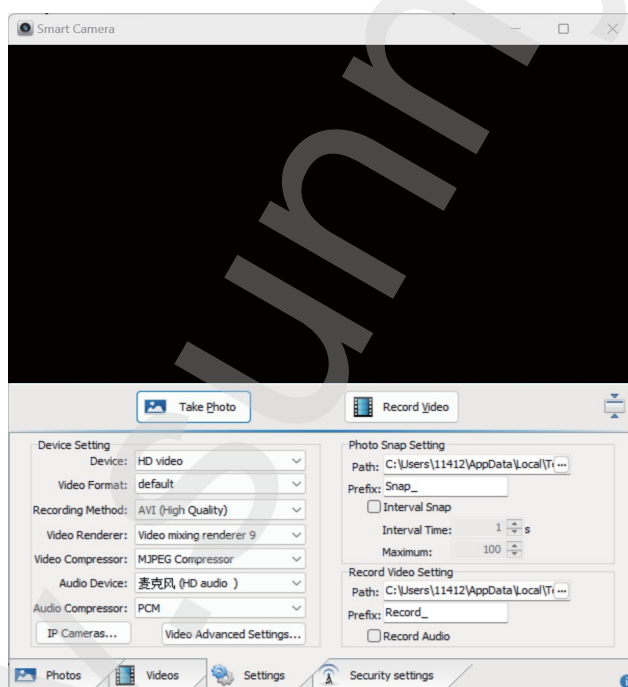 Smart Camera
Take Photo
Record Video
Device Setting
Device: HD video
Video Format: default
Recording Method: AVI (High Quality)
Video Renderer: Video mixing renderer 9
Video Compressor: MJPEG Compressor
Audio Device: 麦克风 (HD audio )
Audio Compressor: PCM
IP Cameras...
Video Advanced Settings...
Photo Snap Setting
Path: C:\Users\11412\AppData\Local\T
Prefix: Snap_
Interval Snap
Interval Time: 1 s
Maximum: 100
Record Video Setting
Path: C:\Users\11412\AppData\Local\T
Prefix: Record_
Record Audio
Photos
Videos
Settings
Security settings